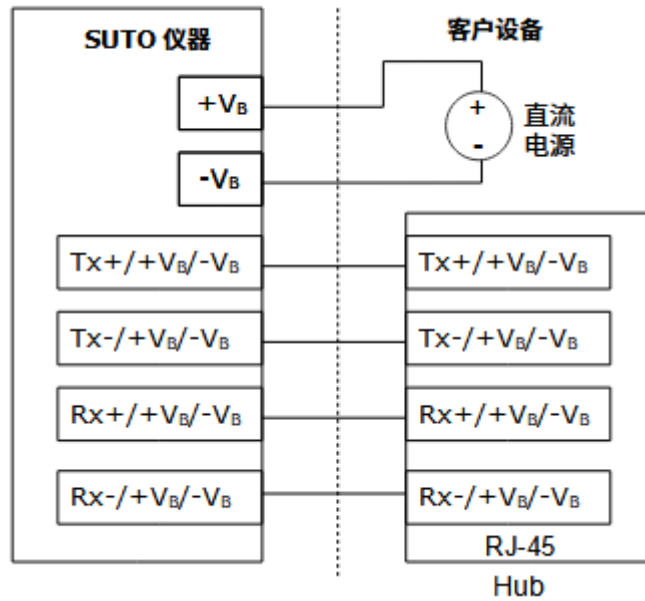 SUTO 仪器
客户设备
+VB
+
-
直流
电源
-VB
Tx+/+VB/-VB
Tx+/+VB/-VB
Tx-/+VB/-VB
Tx-/+VB/-VB
Rx+/+VB/-VB
Rx+/+VB/-VB
Rx-/+VB/-VB
Rx-/+VB/-VB
RJ-45
Hub